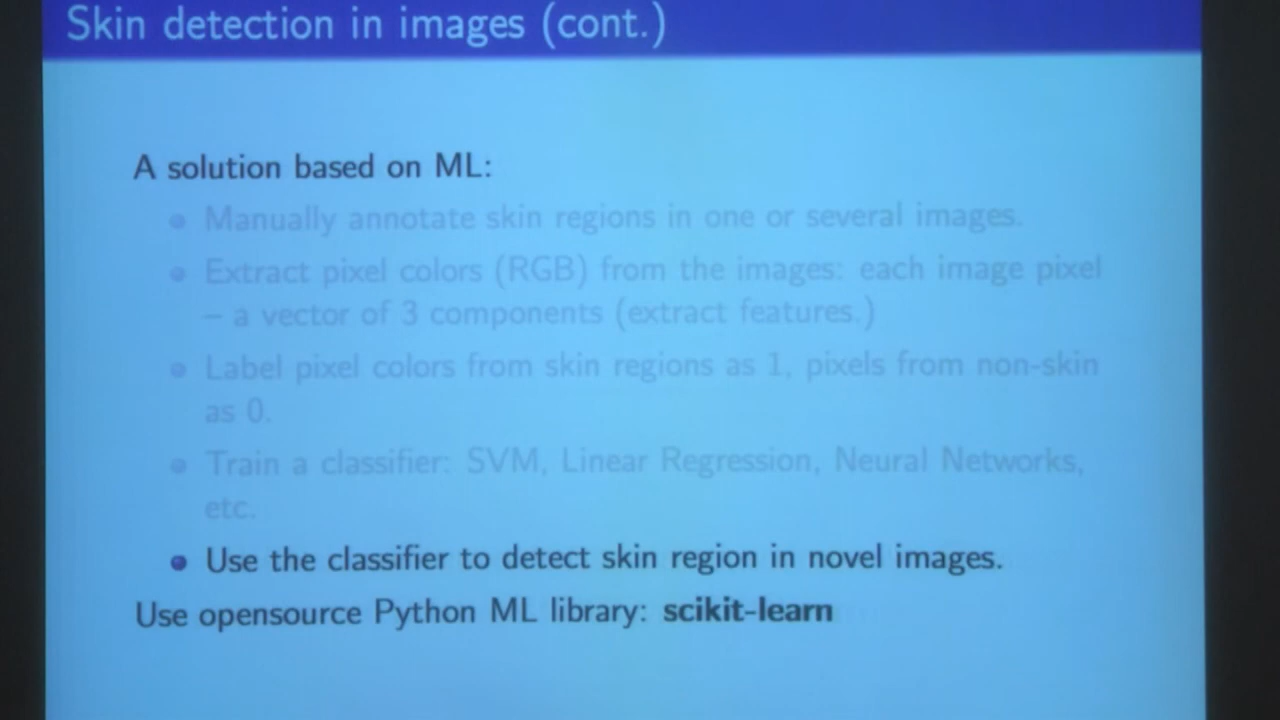 Skin detection in images (cont.)
A solution based on ML:
Manually annotate skin regions in one or several images.
Extract pixel colors (RGB) from the images: each image pixel
– a vector of 3 components (extract features.)
Label pixel colors from skin regions as 1, pixels from non-skin
as 0.
Train a classifier: SVM, Linear Regression, Neural Networks,
etc.
Use the classifier to detect skin region in novel images.
Use opensource Python ML library: scikit-learn